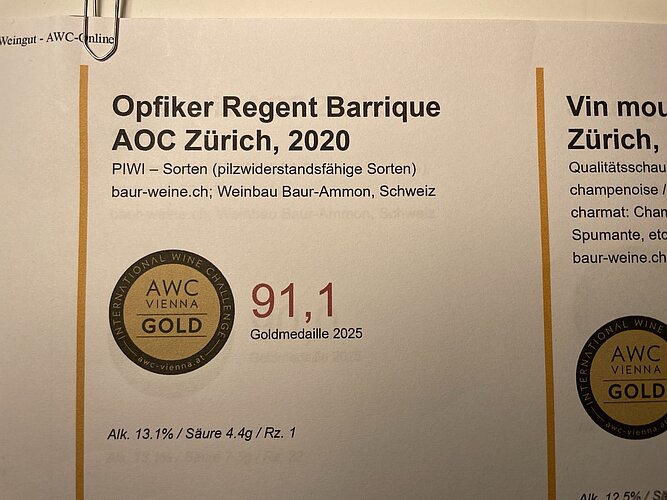 Weingut - AWC-Online
Opfiker Regent Barrique
AOC Zürich, 2020
PIWI – Sorten (pilzwiderstandsfähige Sorten)
baur-weine.ch; Weinbau Baur-Ammon, Schweiz
INTERNATIONAL WINE CHALLENGE
AWC
VIENNA
GOLD
awc-vienna.at
91,1
Goldmedaille 2025
Alk. 13.1% / Säure 4.4g / Rz. 1
Vin mou
Zürich,
Qualitätsschau
champenoise /
charmat: Cham
Spumante, etc
baur-weine.ch
INTERNATIONAL WINE
AWC
VIENNA
GOLD
awc-vienna
Alk. 12.5% / Sä